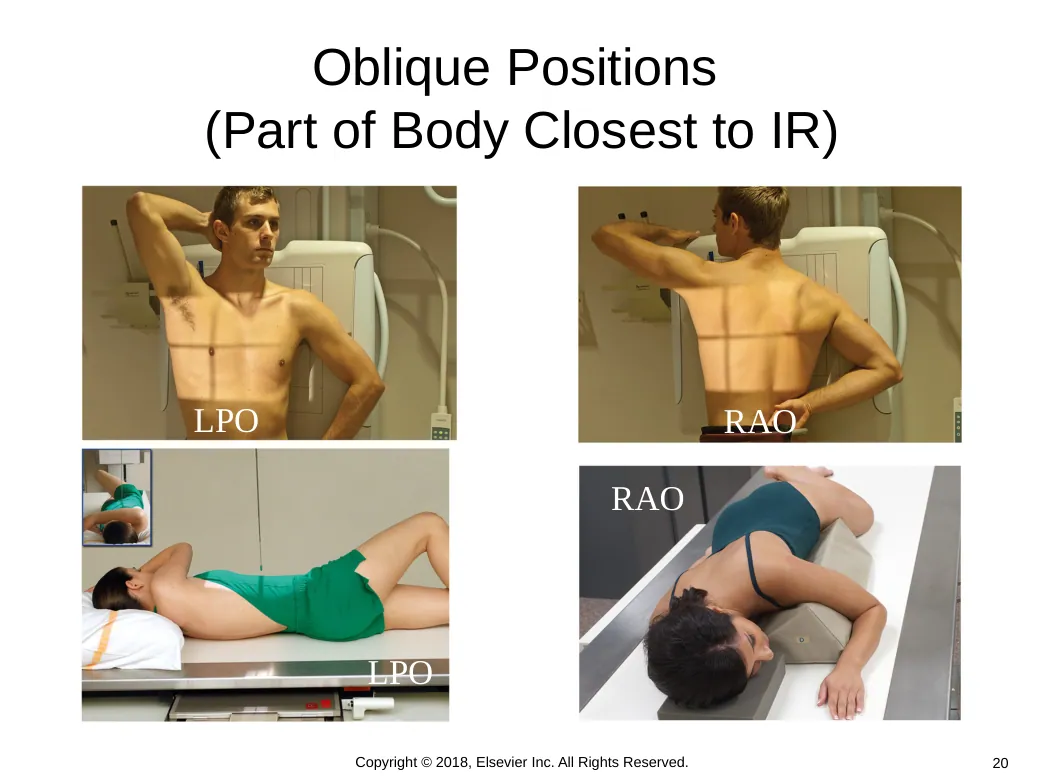 Oblique Positions
(Part of Body Closest to IR)
LPO
RAO
LPO
RAO
Copyright © 2018, Elsevier Inc. All Rights Reserved.
20